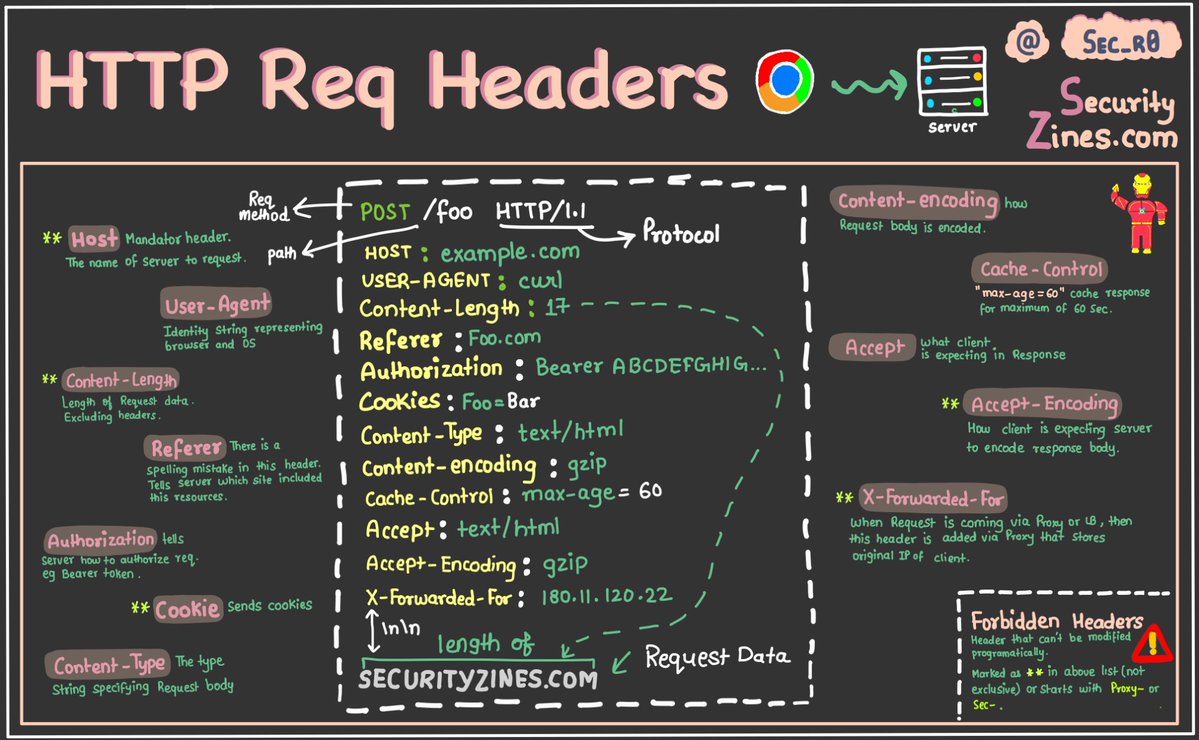 HTTP Req Headers
server
@ Sec_r0
Security
Zines.com
Req
method
POST /foo HTTP/1.1
path
Protocol
HOST : example.com
USER-AGENT : curl
Content-Length : 17
Referer : Foo.com
Authorization : Bearer ABCDEFGHIG...
Cookies : Foo=Bar
Content-Type : text/html
Content-encoding : gzip
Cache-Control : max-age = 60
Accept : text/html
Accept-Encoding : gzip
X-Forwarded-For : 180.11.120.22
\n\n
length of
SECURITYZINES.COM
Request Data
** Host Mandator header.
The name of server to request.
User-Agent
Identity String representing
browser and OS
** Content-Length
Length of Request data.
Excluding headers.
Referer There is a
spelling mistake in this header.
Tells server which site included
this resources.
Authorization tells
server how to authorize req.
eg Bearer token.
** Cookie Sends cookies
Content-Type The type
String specifying Request body
Content-encoding how
Request body is encoded.
Cache-Control
"max-age=60" cache response
for maximum of 60 Sec.
Accept What client
is expecting in Response
** Accept-Encoding
How client is expecting server
to encode response body.
** X-Forwarded-For
When Request is coming via Proxy or LB, then
this header is added via Proxy that stores
original IP of client.
Forbidden Headers
Header that can't be modified
programatically.
Marked as ** in above list (not
exclusive) or Starts with Proxy- or
Sec-.